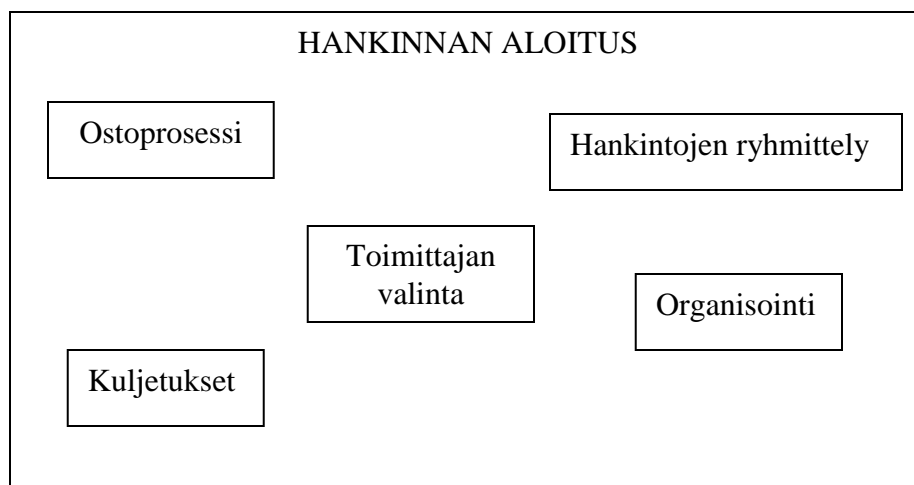 HANKINNAN ALOITUS
Ostoprosessi
Hankintojen ryhmittely
Toimittajan
valinta
Organisointi
Kuljetukset